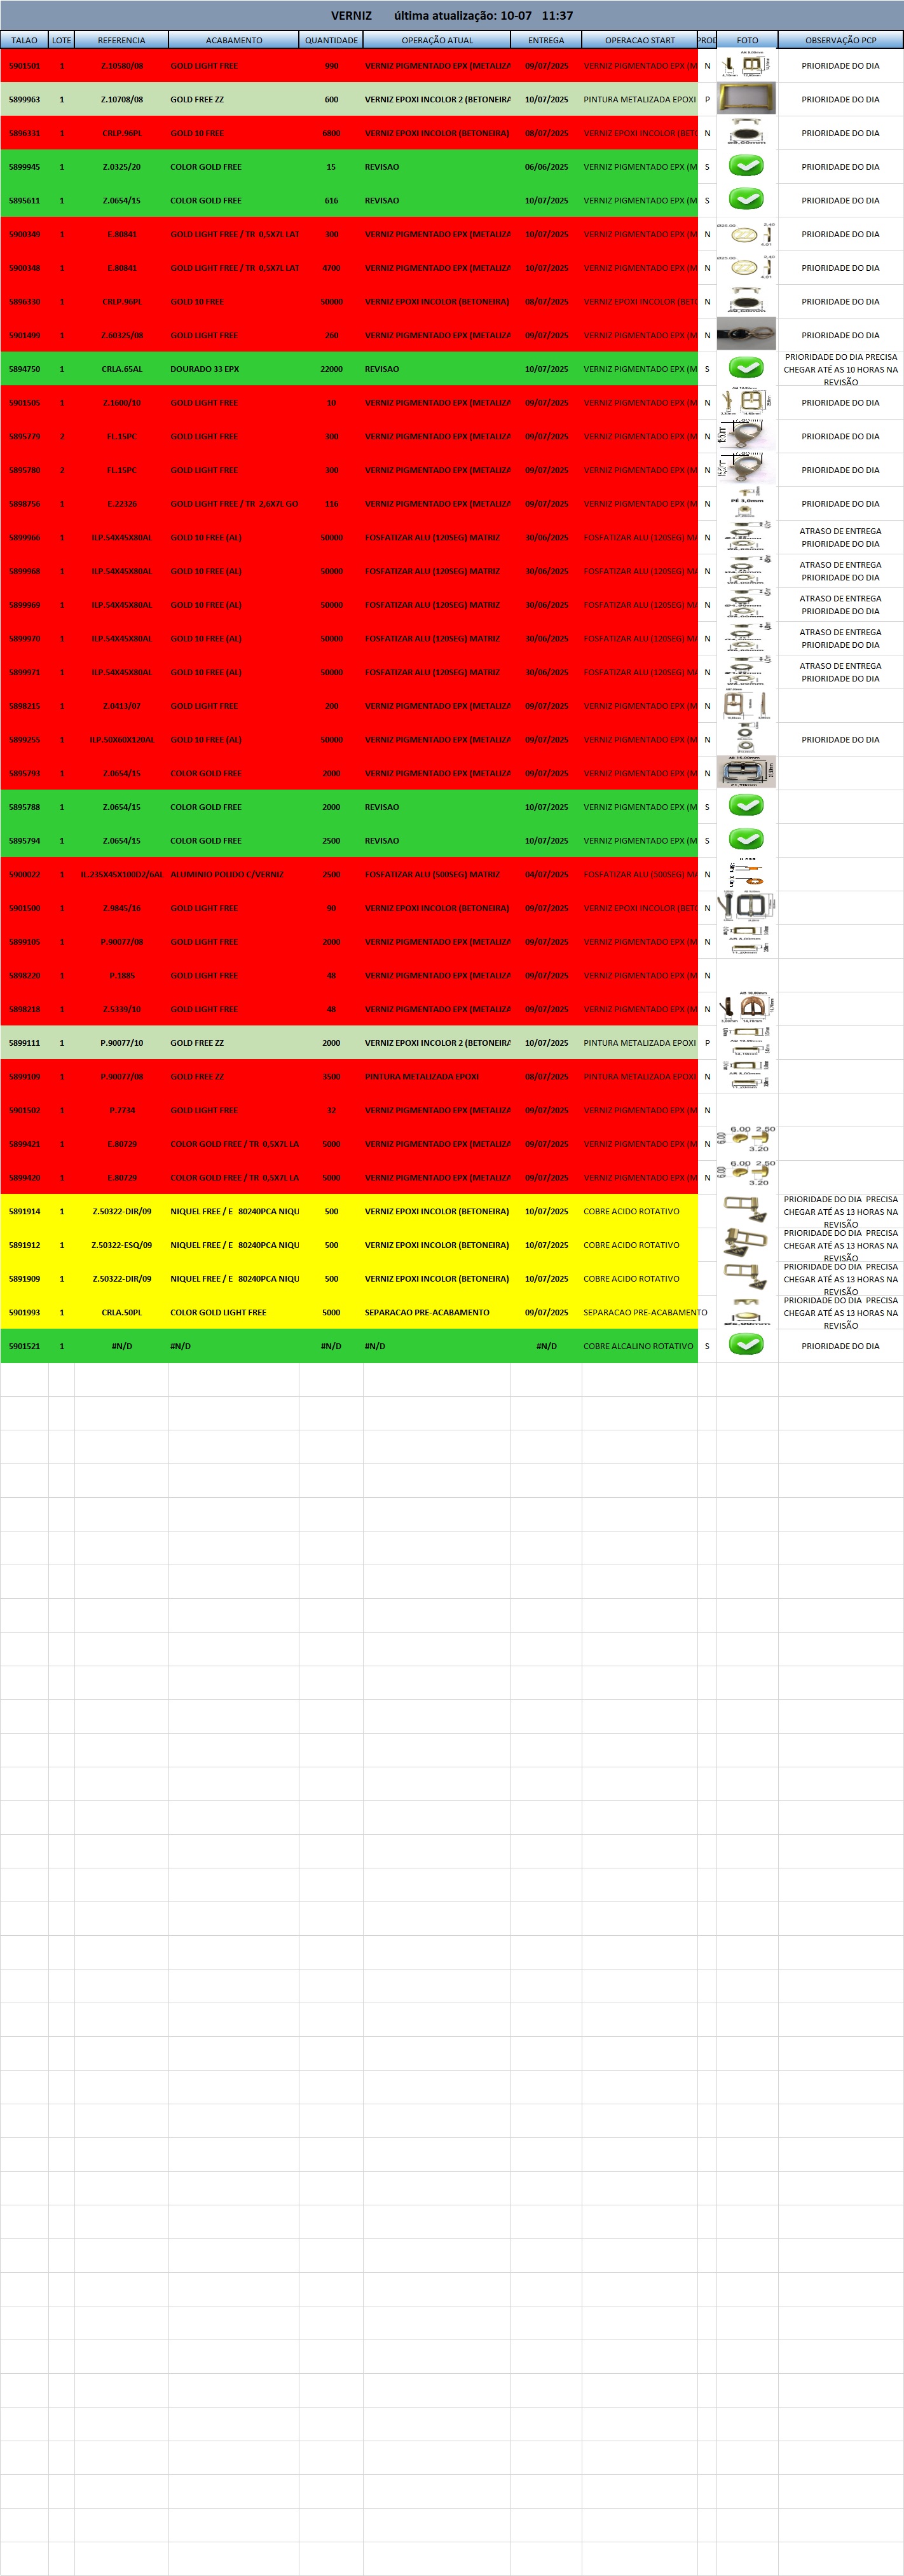 VERNIZ última atualização: 10-07 11:37
TALAO LOTE REFERENCIA ACABAMENTO QUANTIDADE OPERAÇÃO ATUAL ENTREGA OPERACAO START PROD FOTO OBSERVAÇÃO PCP
5901501 1 Z.10580/08 GOLD LIGHT FREE 990 VERNIZ PIGMENTADO EPX (METALIZA 09/07/2025 VERNIZ PIGMENTADO EPX (M N PRIORIDADE DO DIA
5899963 1 Z.10708/08 GOLD FREE ZZ 600 VERNIZ EPOXI INCOLOR 2 (BETONEIRA 10/07/2025 PINTURA METALIZADA EPOXI P PRIORIDADE DO DIA
5896331 1 CRLP.96PL GOLD 10 FREE 6800 VERNIZ EPOXI INCOLOR (BETONEIRA) 08/07/2025 VERNIZ EPOXI INCOLOR (BETO N PRIORIDADE DO DIA
5899945 1 Z.0325/20 COLOR GOLD FREE 15 REVISAO 06/06/2025 VERNIZ PIGMENTADO EPX (M S PRIORIDADE DO DIA
5895611 1 Z.0654/15 COLOR GOLD FREE 616 REVISAO 10/07/2025 VERNIZ PIGMENTADO EPX (M S PRIORIDADE DO DIA
5900349 1 E.80841 GOLD LIGHT FREE / TR 0,5X7L LAT 300 VERNIZ PIGMENTADO EPX (METALIZA 10/07/2025 VERNIZ PIGMENTADO EPX (M N PRIORIDADE DO DIA
5900348 1 E.80841 GOLD LIGHT FREE / TR 0,5X7L LAT 4700 VERNIZ PIGMENTADO EPX (METALIZA 10/07/2025 VERNIZ PIGMENTADO EPX (M N PRIORIDADE DO DIA
5896330 1 CRLP.96PL GOLD 10 FREE 50000 VERNIZ EPOXI INCOLOR (BETONEIRA) 08/07/2025 VERNIZ EPOXI INCOLOR (BETO N PRIORIDADE DO DIA
5901499 1 Z.60325/08 GOLD LIGHT FREE 260 VERNIZ PIGMENTADO EPX (METALIZA 09/07/2025 VERNIZ PIGMENTADO EPX (M N PRIORIDADE DO DIA
5894750 1 CRLA.65AL DOURADO 33 EPX 22000 REVISAO 10/07/2025 VERNIZ PIGMENTADO EPX (M S PRIORIDADE DO DIA PRECISA CHEGAR ATÉ AS 10 HORAS NA REVISÃO
5901505 1 Z.1600/10 GOLD LIGHT FREE 10 VERNIZ PIGMENTADO EPX (METALIZA 09/07/2025 VERNIZ PIGMENTADO EPX (M N PRIORIDADE DO DIA
5895779 2 FL.15PC GOLD LIGHT FREE 300 VERNIZ PIGMENTADO EPX (METALIZA 09/07/2025 VERNIZ PIGMENTADO EPX (M N PRIORIDADE DO DIA
5895780 2 FL.15PC GOLD LIGHT FREE 300 VERNIZ PIGMENTADO EPX (METALIZA 09/07/2025 VERNIZ PIGMENTADO EPX (M N PRIORIDADE DO DIA
5898756 1 E.22326 GOLD LIGHT FREE / TR 2,6X7L GO 116 VERNIZ PIGMENTADO EPX (METALIZA 09/07/2025 VERNIZ PIGMENTADO EPX (M N PÉ 3,0mm PRIORIDADE DO DIA
5899966 1 ILP.54X45X80AL GOLD 10 FREE (AL) 50000 FOSFATIZAR ALU (120SEG) MATRIZ 30/06/2025 FOSFATIZAR ALU (120SEG) MA N ATRASO DE ENTREGA PRIORIDADE DO DIA
5899968 1 ILP.54X45X80AL GOLD 10 FREE (AL) 50000 FOSFATIZAR ALU (120SEG) MATRIZ 30/06/2025 FOSFATIZAR ALU (120SEG) MA N ATRASO DE ENTREGA PRIORIDADE DO DIA
5899969 1 ILP.54X45X80AL GOLD 10 FREE (AL) 50000 FOSFATIZAR ALU (120SEG) MATRIZ 30/06/2025 FOSFATIZAR ALU (120SEG) MA N ATRASO DE ENTREGA PRIORIDADE DO DIA
5899970 1 ILP.54X45X80AL GOLD 10 FREE (AL) 50000 FOSFATIZAR ALU (120SEG) MATRIZ 30/06/2025 FOSFATIZAR ALU (120SEG) MA N ATRASO DE ENTREGA PRIORIDADE DO DIA
5899971 1 ILP.54X45X80AL GOLD 10 FREE (AL) 50000 FOSFATIZAR ALU (120SEG) MATRIZ 30/06/2025 FOSFATIZAR ALU (120SEG) MA N ATRASO DE ENTREGA PRIORIDADE DO DIA
5898215 1 Z.0413/07 GOLD LIGHT FREE 200 VERNIZ PIGMENTADO EPX (METALIZA 09/07/2025 VERNIZ PIGMENTADO EPX (M N
5899255 1 ILP.50X60X120AL GOLD 10 FREE (AL) 50000 VERNIZ PIGMENTADO EPX (METALIZA 09/07/2025 VERNIZ PIGMENTADO EPX (M N PRIORIDADE DO DIA
5895793 1 Z.0654/15 COLOR GOLD FREE 2000 VERNIZ PIGMENTADO EPX (METALIZA 09/07/2025 VERNIZ PIGMENTADO EPX (M N
5895788 1 Z.0654/15 COLOR GOLD FREE 2000 REVISAO 10/07/2025 VERNIZ PIGMENTADO EPX (M S
5895794 1 Z.0654/15 COLOR GOLD FREE 2500 REVISAO 10/07/2025 VERNIZ PIGMENTADO EPX (M S
5900022 1 IL.235X45X100D2/6AL ALUMINIO POLIDO C/VERNIZ 2500 FOSFATIZAR ALU (500SEG) MATRIZ 04/07/2025 FOSFATIZAR ALU (500SEG) MA N
5901500 1 Z.9845/16 GOLD LIGHT FREE 90 VERNIZ EPOXI INCOLOR (BETONEIRA) 09/07/2025 VERNIZ EPOXI INCOLOR (BETO N
5899105 1 P.90077/08 GOLD LIGHT FREE 2000 VERNIZ PIGMENTADO EPX (METALIZA 09/07/2025 VERNIZ PIGMENTADO EPX (M N
5898220 1 P.1885 GOLD LIGHT FREE 48 VERNIZ PIGMENTADO EPX (METALIZA 09/07/2025 VERNIZ PIGMENTADO EPX (M N
5898218 1 Z.5339/10 GOLD LIGHT FREE 48 VERNIZ PIGMENTADO EPX (METALIZA 09/07/2025 VERNIZ PIGMENTADO EPX (M N
5899111 1 P.90077/10 GOLD FREE ZZ 2000 VERNIZ EPOXI INCOLOR 2 (BETONEIRA 10/07/2025 PINTURA METALIZADA EPOXI P
5899109 1 P.90077/08 GOLD FREE ZZ 3500 PINTURA METALIZADA EPOXI 08/07/2025 PINTURA METALIZADA EPOXI N
5901502 1 P.7734 GOLD LIGHT FREE 32 VERNIZ PIGMENTADO EPX (METALIZA 09/07/2025 VERNIZ PIGMENTADO EPX (M N
5899421 1 E.80729 COLOR GOLD FREE / TR 0,5X7L LA 5000 VERNIZ PIGMENTADO EPX (METALIZA 09/07/2025 VERNIZ PIGMENTADO EPX (M N 6.00 6.00 2.50 3.20
5899420 1 E.80729 COLOR GOLD FREE / TR 0,5X7L LA 5000 VERNIZ PIGMENTADO EPX (METALIZA 09/07/2025 VERNIZ PIGMENTADO EPX (M N 6.00 6.00 2.50 3.20
5891914 1 Z.50322-DIR/09 NIQUEL FREE / E 80240PCA NIQU 500 VERNIZ EPOXI INCOLOR (BETONEIRA) 10/07/2025 COBRE ACIDO ROTATIVO PRIORIDADE DO DIA PRECISA CHEGAR ATÉ AS 13 HORAS NA REVISÃO
5891912 1 Z.50322-ESQ/09 NIQUEL FREE / E 80240PCA NIQU 500 VERNIZ EPOXI INCOLOR (BETONEIRA) 10/07/2025 COBRE ACIDO ROTATIVO PRIORIDADE DO DIA PRECISA CHEGAR ATÉ AS 13 HORAS NA REVISÃO
5891909 1 Z.50322-DIR/09 NIQUEL FREE / E 80240PCA NIQU 500 VERNIZ EPOXI INCOLOR (BETONEIRA) 10/07/2025 COBRE ACIDO ROTATIVO PRIORIDADE DO DIA PRECISA CHEGAR ATÉ AS 13 HORAS NA REVISÃO
5901993 1 CRLA.50PL COLOR GOLD LIGHT FREE 5000 SEPARACAO PRE-ACABAMENTO 09/07/2025 SEPARACAO PRE-ACABAMENTO PRIORIDADE DO DIA PRECISA CHEGAR ATÉ AS 13 HORAS NA REVISÃO
5901521 1 #N/D #N/D #N/D #N/D #N/D COBRE ALCALINO ROTATIVO S PRIORIDADE DO DIA